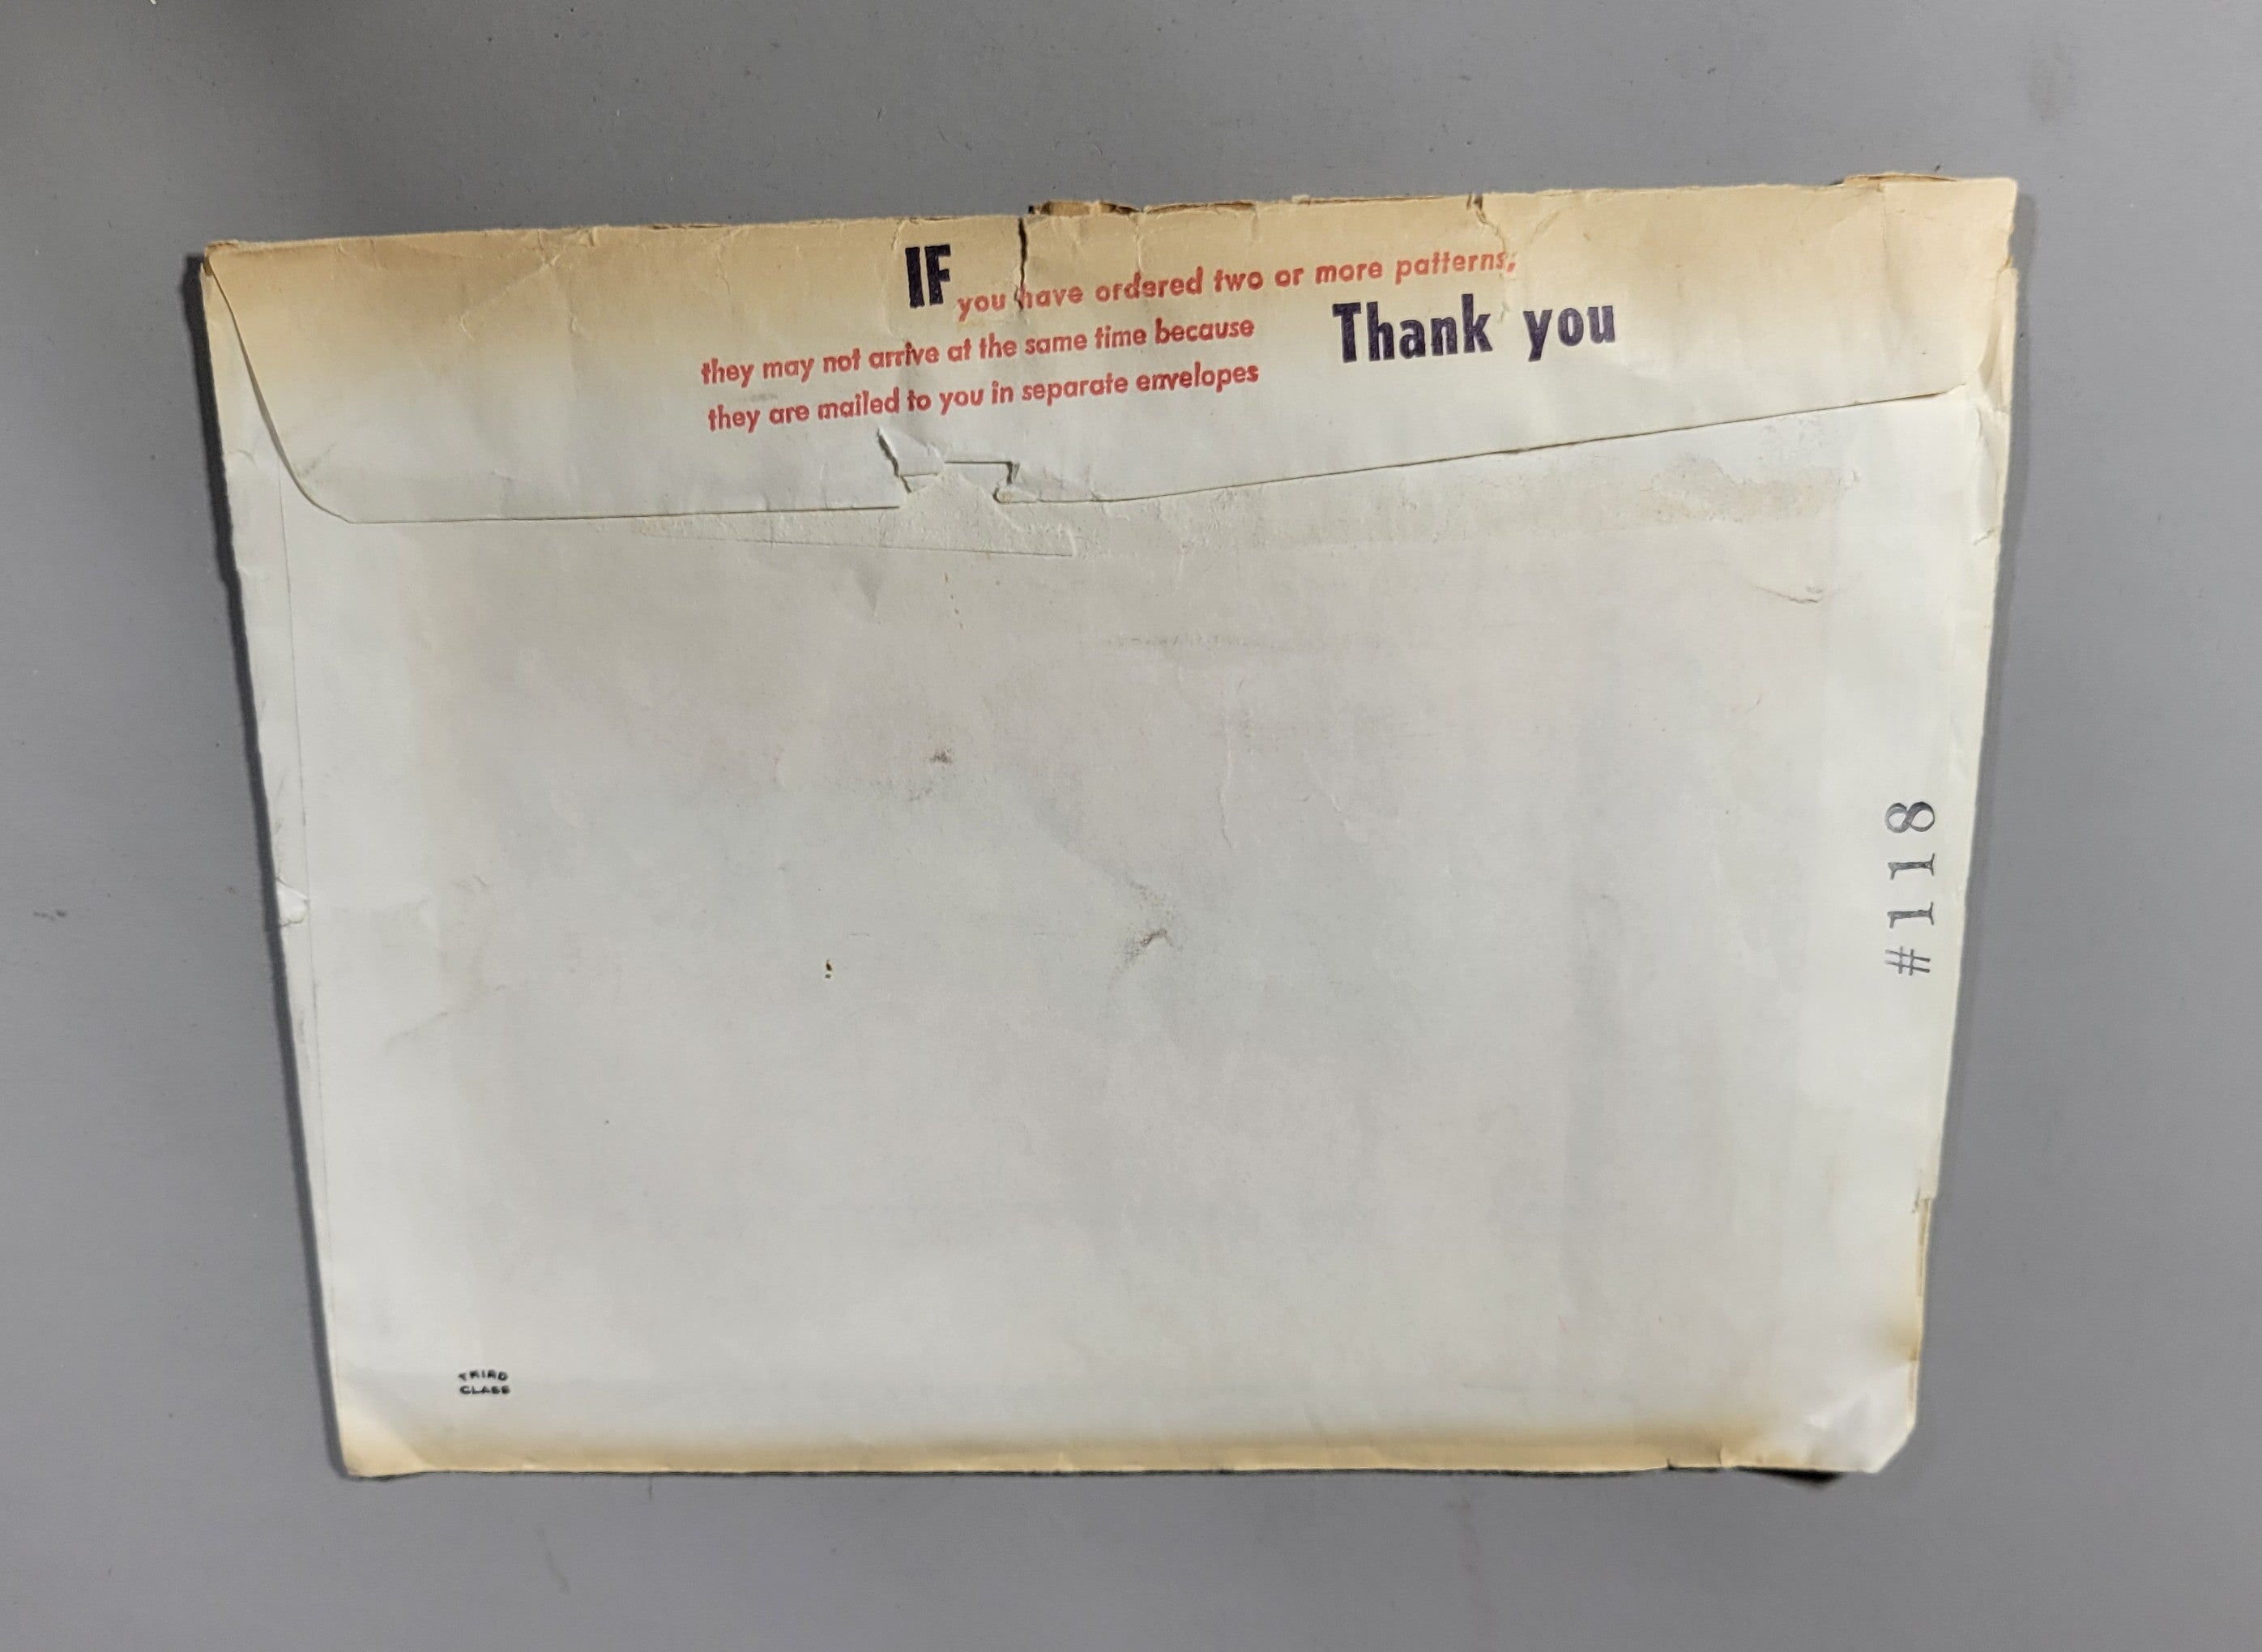 IF you have ordered two or more patterns,
they may not arrive at the same time because
they are mailed to you in separate envelopes
Thank you
#118
THIRD
CLASS